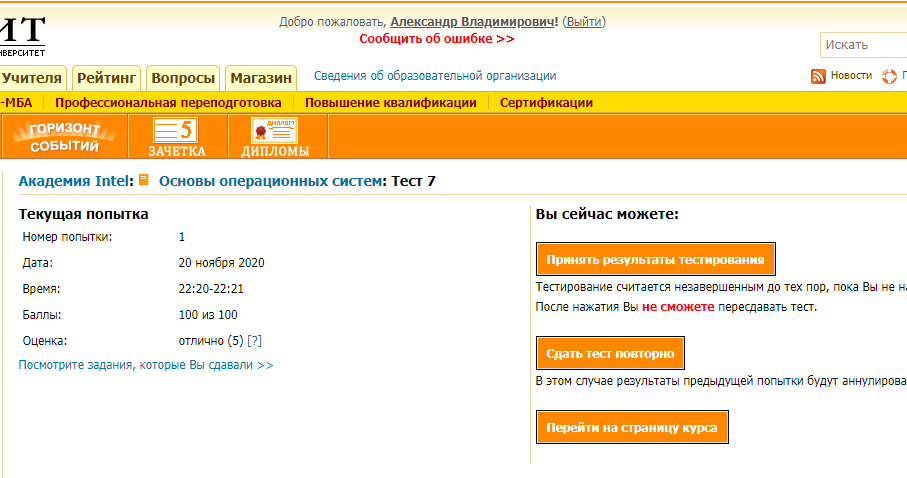 ИТ
НИВЕРСИТЕТ
Добро пожаловать, Александр Владимирович! (Выйти)
Сообщить об ошибке >>
Искать
Учителя Рейтинг Вопросы Магазин Сведения об образовательной организации
Новости
-МБА Профессиональная переподготовка Повышение квалификации Сертификации
ГОРИЗОНТ СОБЫТИЙ
5 ЗАЧЕТКА
ДИПЛОМ ДИПЛОМЫ
Академия Intel: Основы операционных систем: Тест 7
Текущая попытка
Номер попытки: 1
Дата: 20 ноября 2020
Время: 22:20-22:21
Баллы: 100 из 100
Оценка: отлично (5) [?]
Посмотрите задания, которые Вы сдавали >>
Вы сейчас можете:
Принять результаты тестирования
Тестирование считается незавершенным до тех пор, пока Вы не на
После нажатия Вы не сможете пересдавать тест.
Сдать тест повторно
В этом случае результаты предыдущей попытки будут аннулирова
Перейти на страницу курса